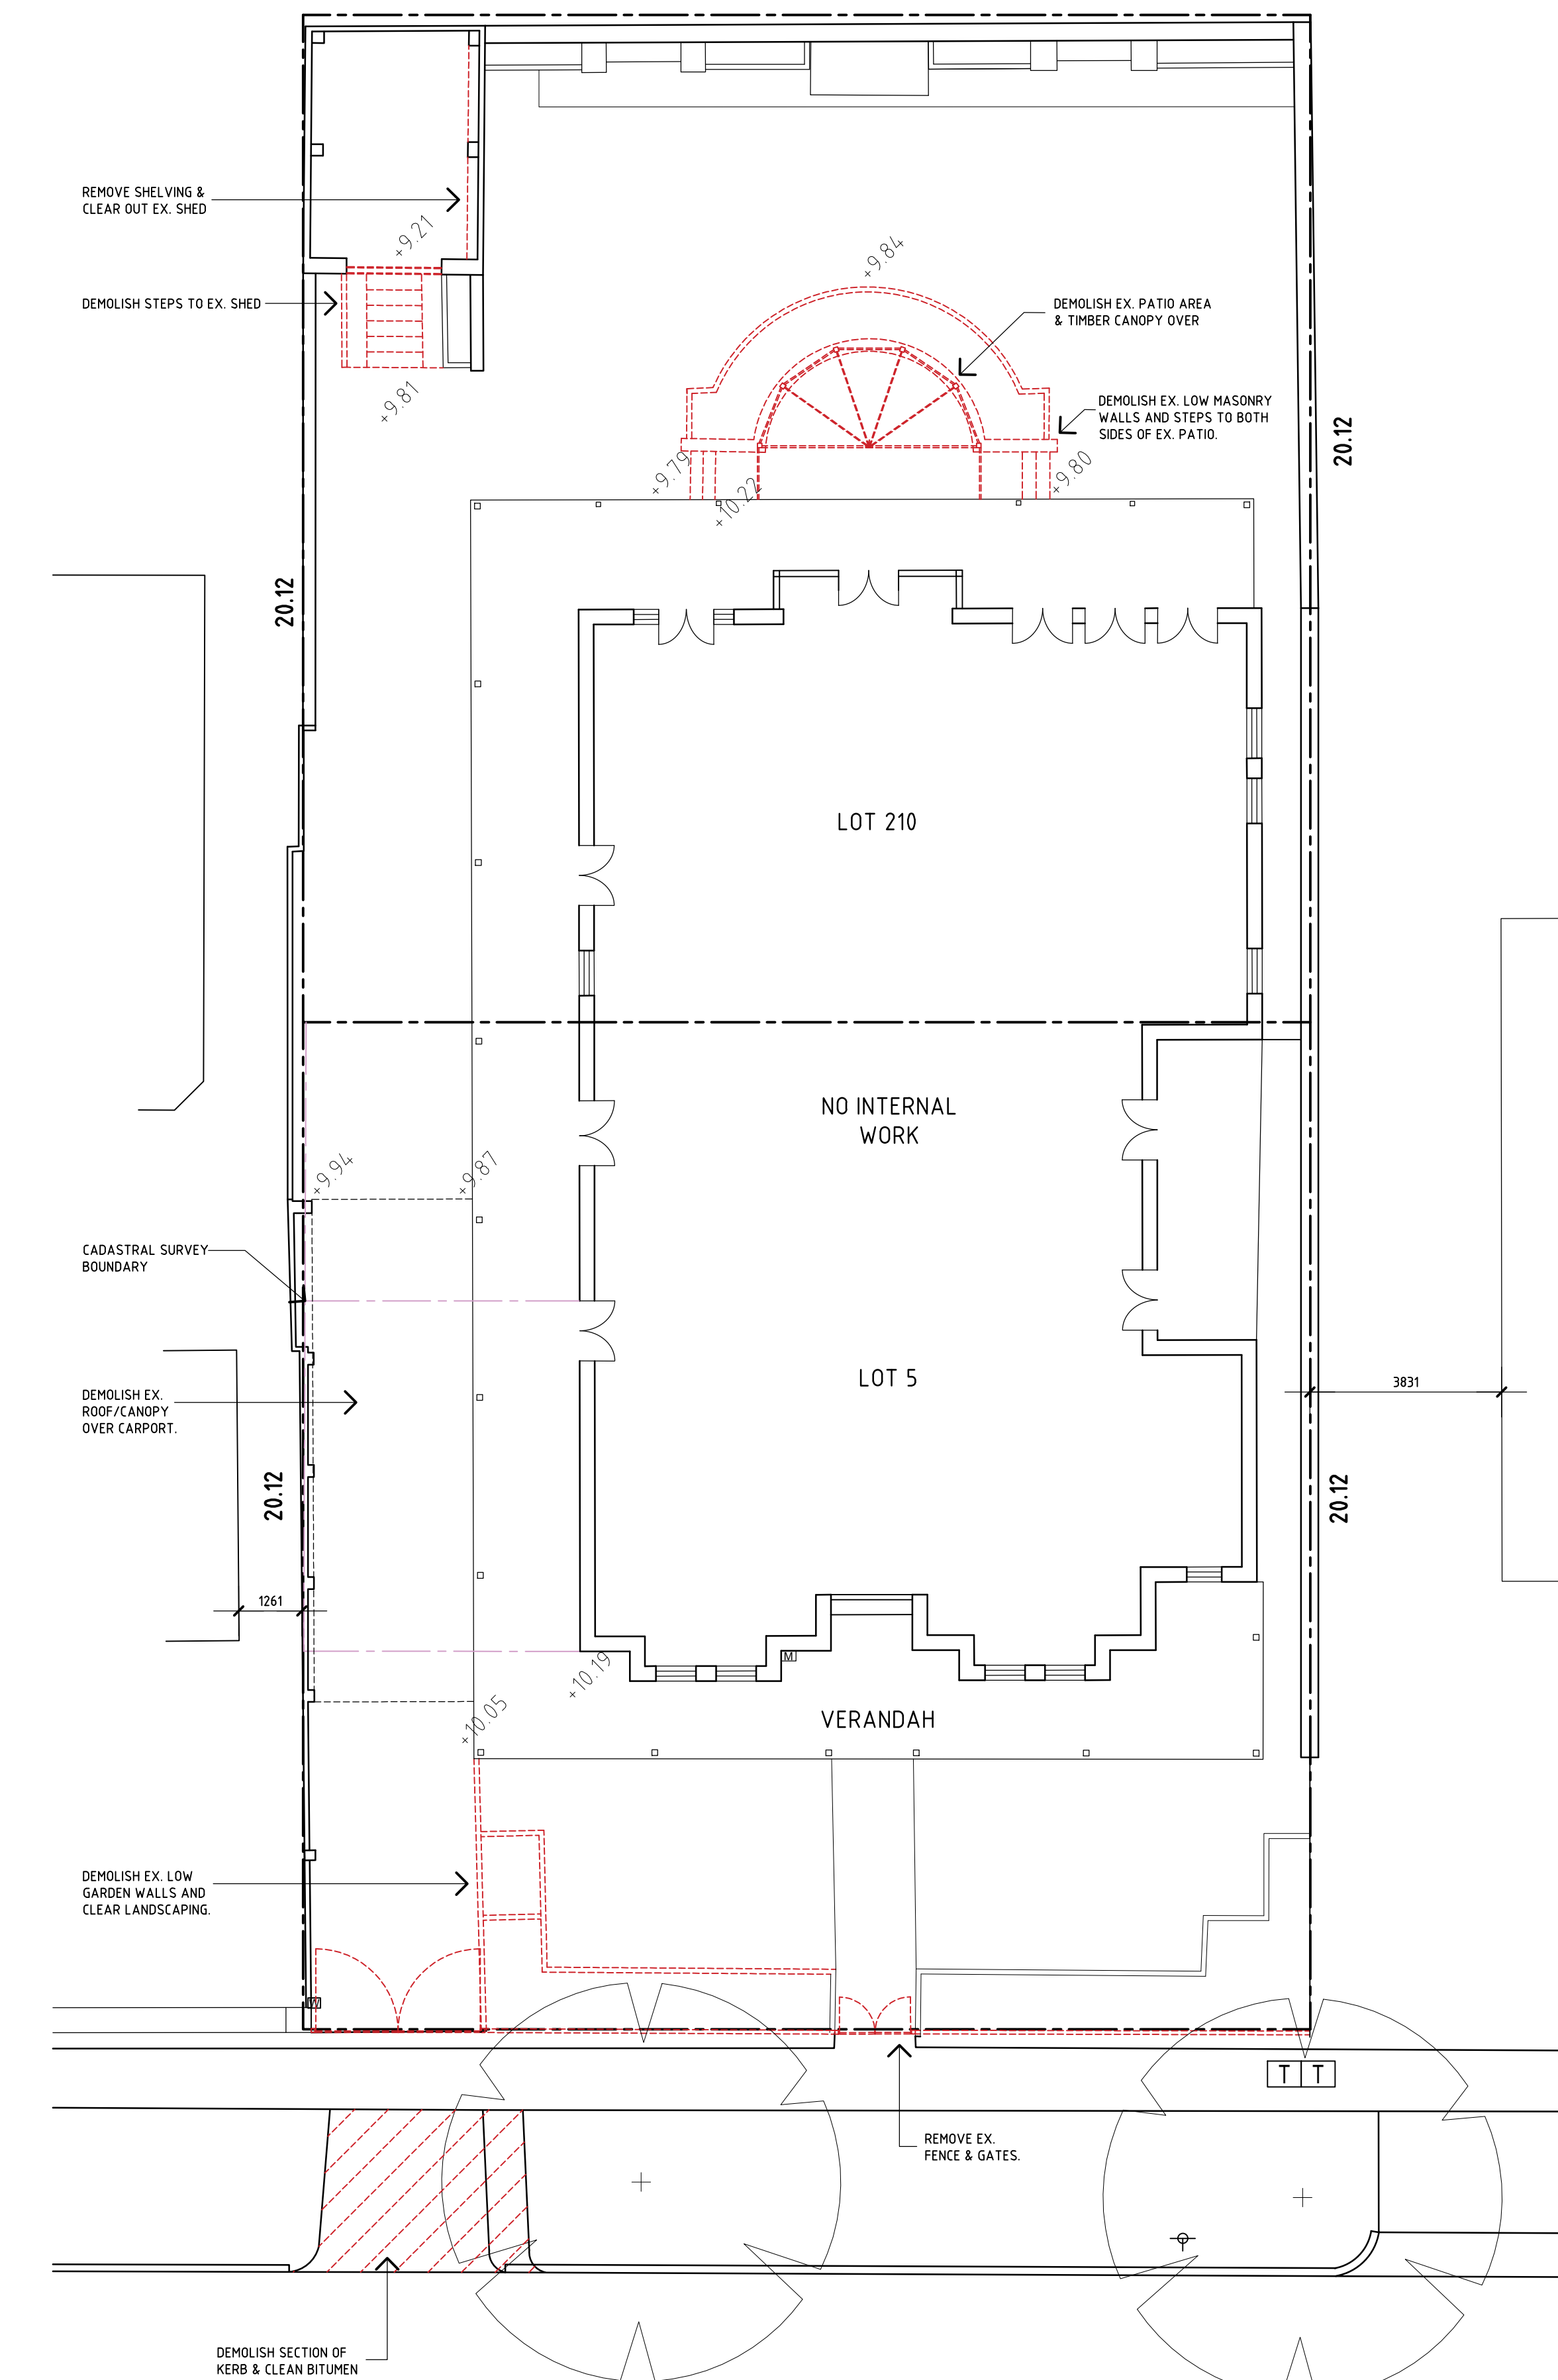 REMOVE SHELVING &
CLEAR OUT EX. SHED
+9.21
+9.84
DEMOLISH STEPS TO EX. SHED
DEMOLISH EX. PATIO AREA
& TIMBER CANOPY OVER
+9.81
DEMOLISH EX. LOW MASONRY
WALLS AND STEPS TO BOTH
SIDES OF EX. PATIO.
20.12
+9.79
+10.22
+9.80
20.12
LOT 210
NO INTERNAL
WORK
+9.94
+9.87
CADASTRAL SURVEY
BOUNDARY
LOT 5
3831
DEMOLISH EX.
ROOF/CANOPY
OVER CARPORT.
20.12
20.12
1261
M
+10.19
+10.05
VERANDAH
DEMOLISH EX. LOW
GARDEN WALLS AND
CLEAR LANDSCAPING.
W
T T
REMOVE EX.
FENCE & GATES.
DEMOLISH SECTION OF
KERB & CLEAN BITUMEN